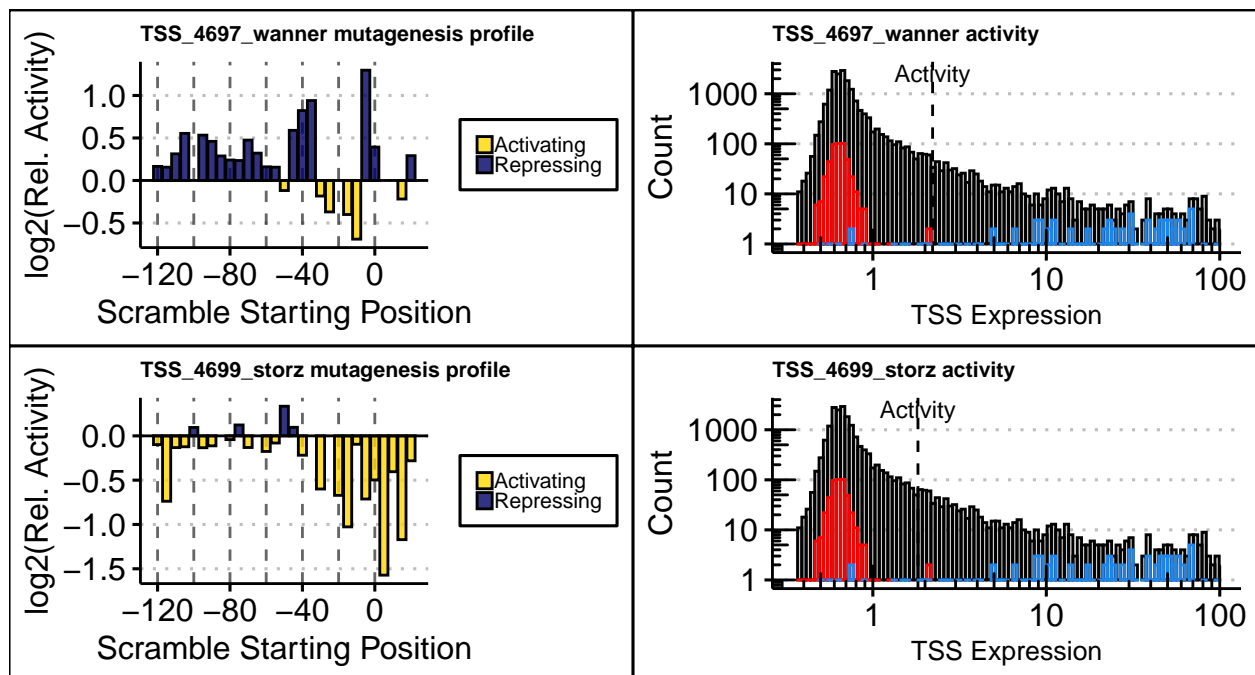 TSS_4697_wanner mutagenesis profile
log2(Rel. Activity)
1.0
0.5
0.0
−0.5
−120 −80 −40 0
Scramble Starting Position
Activating
Repressing
TSS_4697_wanner activity
Activity
Count
1000
100
10
1
1 10 100
TSS Expression
TSS_4699_storz mutagenesis profile
log2(Rel. Activity)
0.0
−0.5
−1.0
−1.5
−120 −80 −40 0
Scramble Starting Position
Activating
Repressing
TSS_4699_storz activity
Activity
Count
1000
100
10
1
1 10 100
TSS Expression